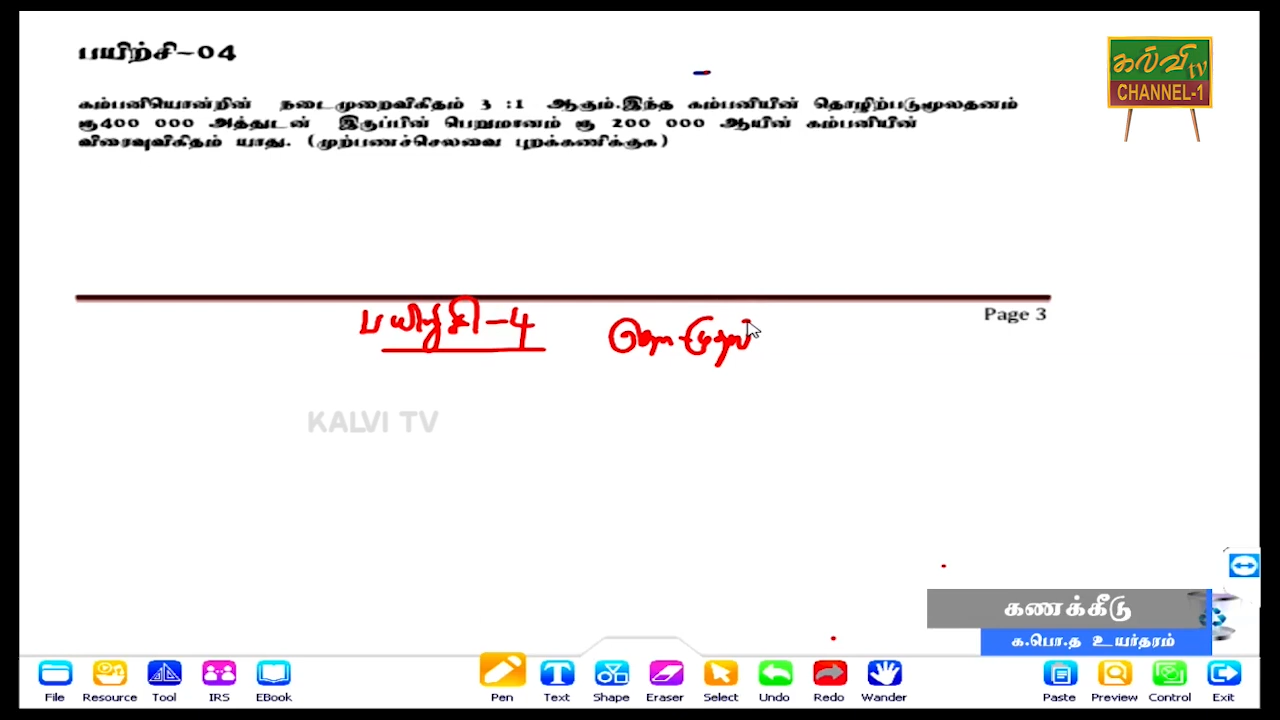 பயிற்சி-04
கல்வி tv
CHANNEL-1
கம்பனியொன்றின் நடைமுறைவிகிதம் 3 :1 ஆகும்.இந்த கம்பனியின் தொழிற்படுமூலதனம்
ரூ400 000 அத்துடன் இருப்பின் பெறுமானம் ரூ 200 000 ஆயின் கம்பனியின்
விரைவுவிகிதம் யாது. (முற்பணச்செலவை புறக்கணிக்குக)
Page 3
பயிற்சி-4 தொ.முதல
KALVI TV
கணக்கீடு
க.பொ.த உயர்தரம்
File Resource Tool IRS EBook Pen Text Shape Eraser Select Undo Redo Wander Paste Preview Control Exit